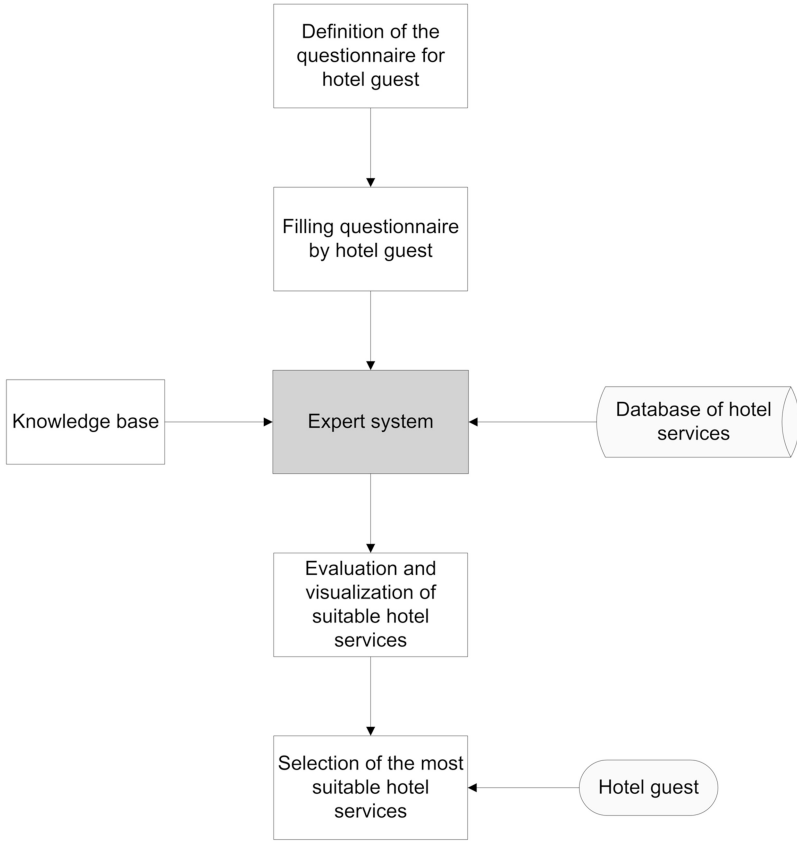 Definition of the
questionnaire for
hotel guest
Filling questionnaire
by hotel guest
Knowledge base
Expert system
Database of hotel
services
Evaluation and
visualization of
suitable hotel
services
Selection of the most
suitable hotel
services
Hotel guest